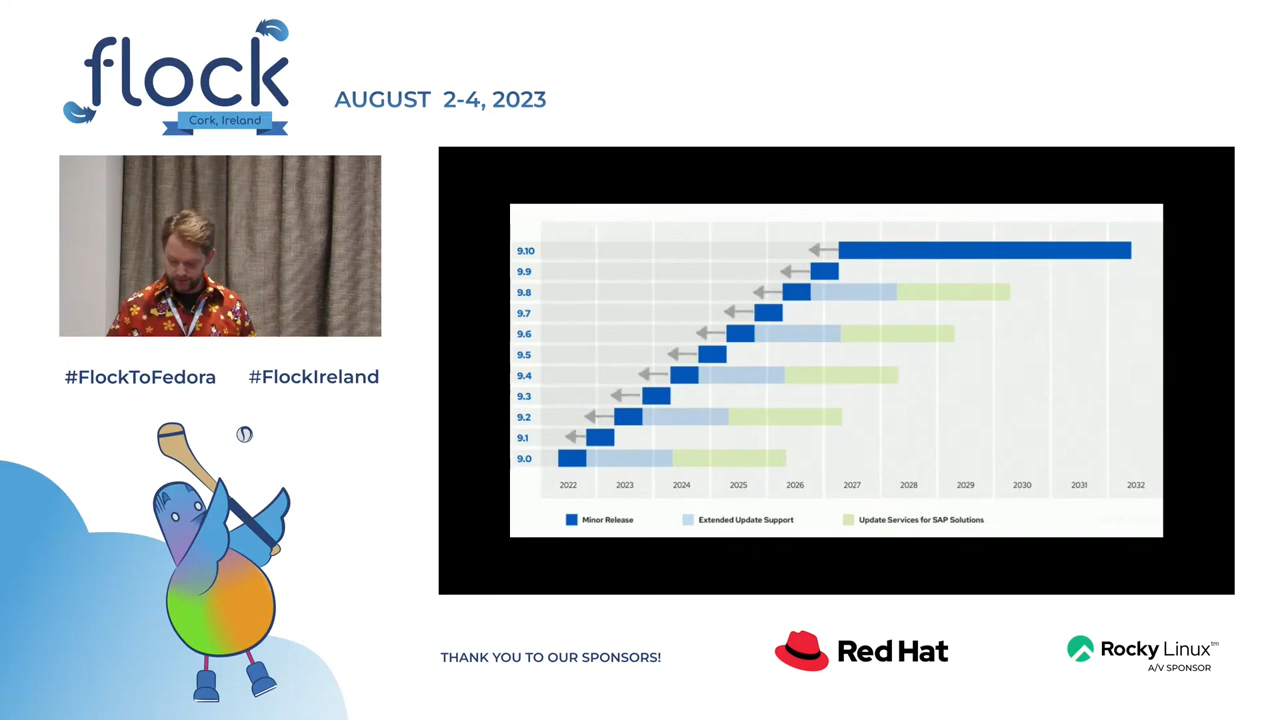 flock
Cork, Ireland
AUGUST 2-4, 2023
#FlockToFedora
#FlockIreland
9.10
9.9
9.8
9.7
9.6
9.5
9.4
9.3
9.2
9.1
9.0
2022 2023 2024 2025 2026 2027 2028 2029 2030 2031 2032
Minor Release
Extended Update Support
Update Services for SAP Solutions
THANK YOU TO OUR SPONSORS!
Red Hat
Rocky Linux™
A/V SPONSOR